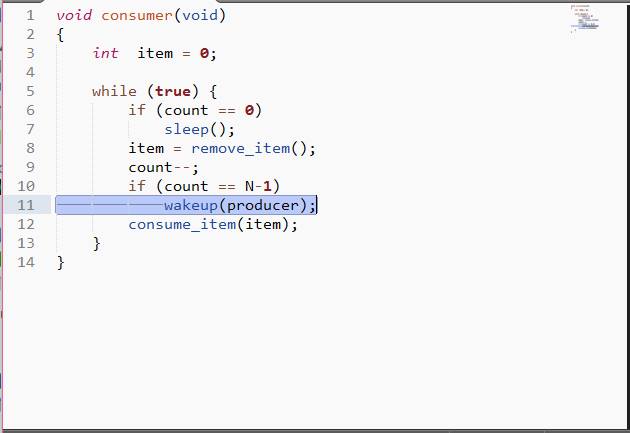 1 void consumer(void)
2 {
3     int  item = 0;
4
5     while (true) {
6         if (count == 0)
7             sleep();
8         item = remove_item();
9         count--;
10         if (count == N-1)
11             wakeup(producer);
12         consume_item(item);
13     }
14 }